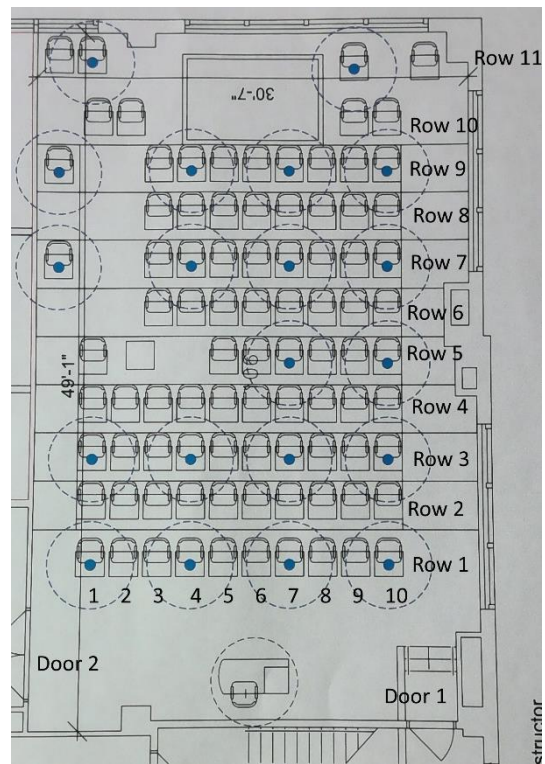 Row 11
30'-7"
Row 10
Row 9
Row 8
Row 7
Row 6
Row 5
49'-1"
Row 4
Row 3
Row 2
Row 1
1 2 3 4 5 6 7 8 9 10
Door 2
Door 1
structor